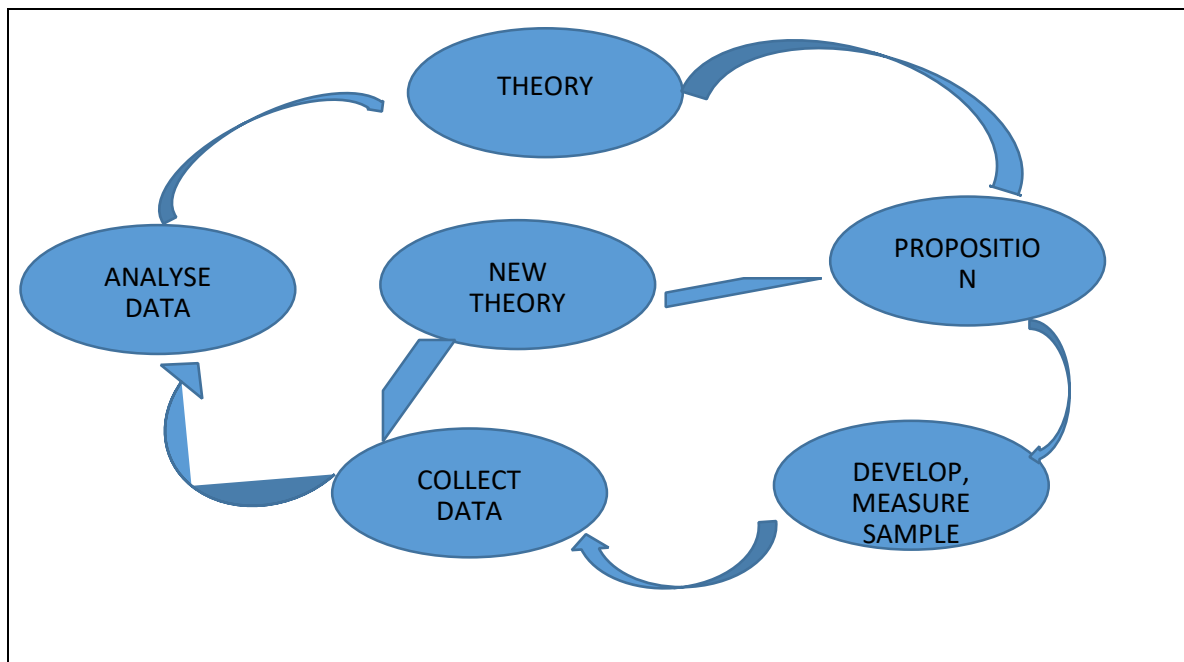 THEORY
PROPOSITIO
N
ANALYSE
DATA
NEW
THEORY
COLLECT
DATA
DEVELOP,
MEASURE
SAMPLE